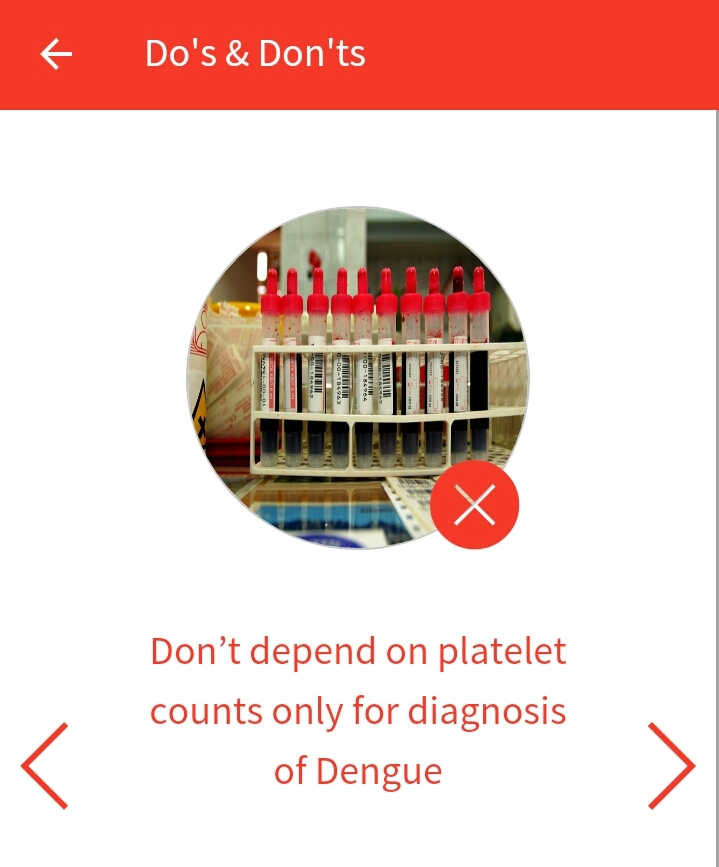 Do's & Don'ts
Don’t depend on platelet
counts only for diagnosis
of Dengue